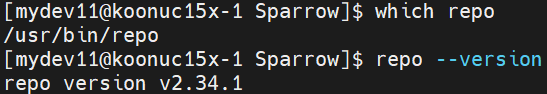 [mydev11@koonuc15x-1 Sparrow]$ which repo
/usr/bin/repo
[mydev11@koonuc15x-1 Sparrow]$ repo --version
repo version v2.34.1